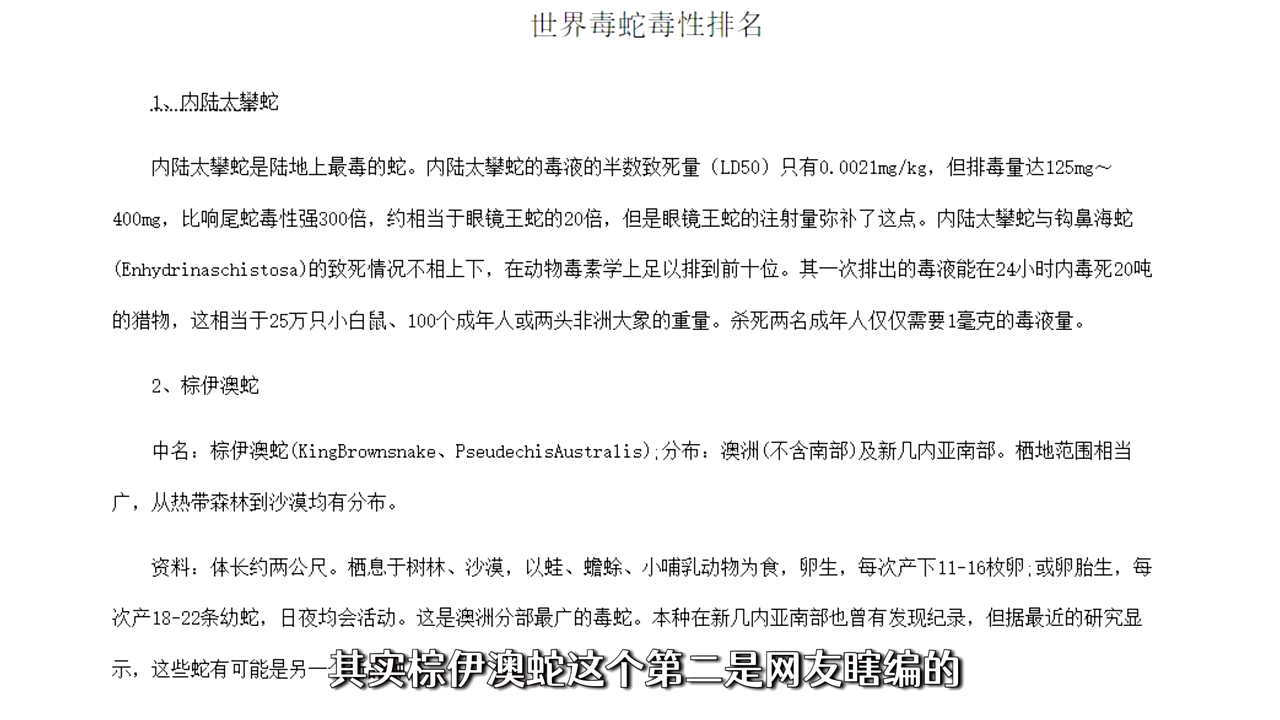 世界毒蛇毒性排名
1、内陆太攀蛇
内陆太攀蛇是陆地上最毒的蛇。内陆太攀蛇的毒液的半数致死量（LD50）只有0.0021mg/kg，但排毒量达125mg～
400mg，比响尾蛇毒性强300倍，约相当于眼镜王蛇的20倍，但是眼镜王蛇的注射量弥补了这点。内陆太攀蛇与钩鼻海蛇
(Enhydrinaschistosa)的致死情况不相上下，在动物毒素学上足以排到前十位。其一次排出的毒液能在24小时内毒死20吨
的猎物，这相当于25万只小白鼠、100个成年人或两头非洲大象的重量。杀死两名成年人仅仅需要1毫克的毒液量。
2、棕伊澳蛇
中名：棕伊澳蛇(KingBrownsnake、PseudechisAustralis);分布：澳洲(不含南部)及新几内亚南部。栖地范围相当
广，从热带森林到沙漠均有分布。
资料：体长约两公尺。栖息于树林、沙漠，以蛙、蟾蜍、小哺乳动物为食，卵生，每次产下11-16枚卵;或卵胎生，每
次产18-22条幼蛇，日夜均会活动。这是澳洲分部最广的毒蛇。本种在新几内亚南部也曾有发现纪录，但据最近的研究显
示，这些蛇有可能是另一
其实棕伊澳蛇这个第二是网友瞎编的